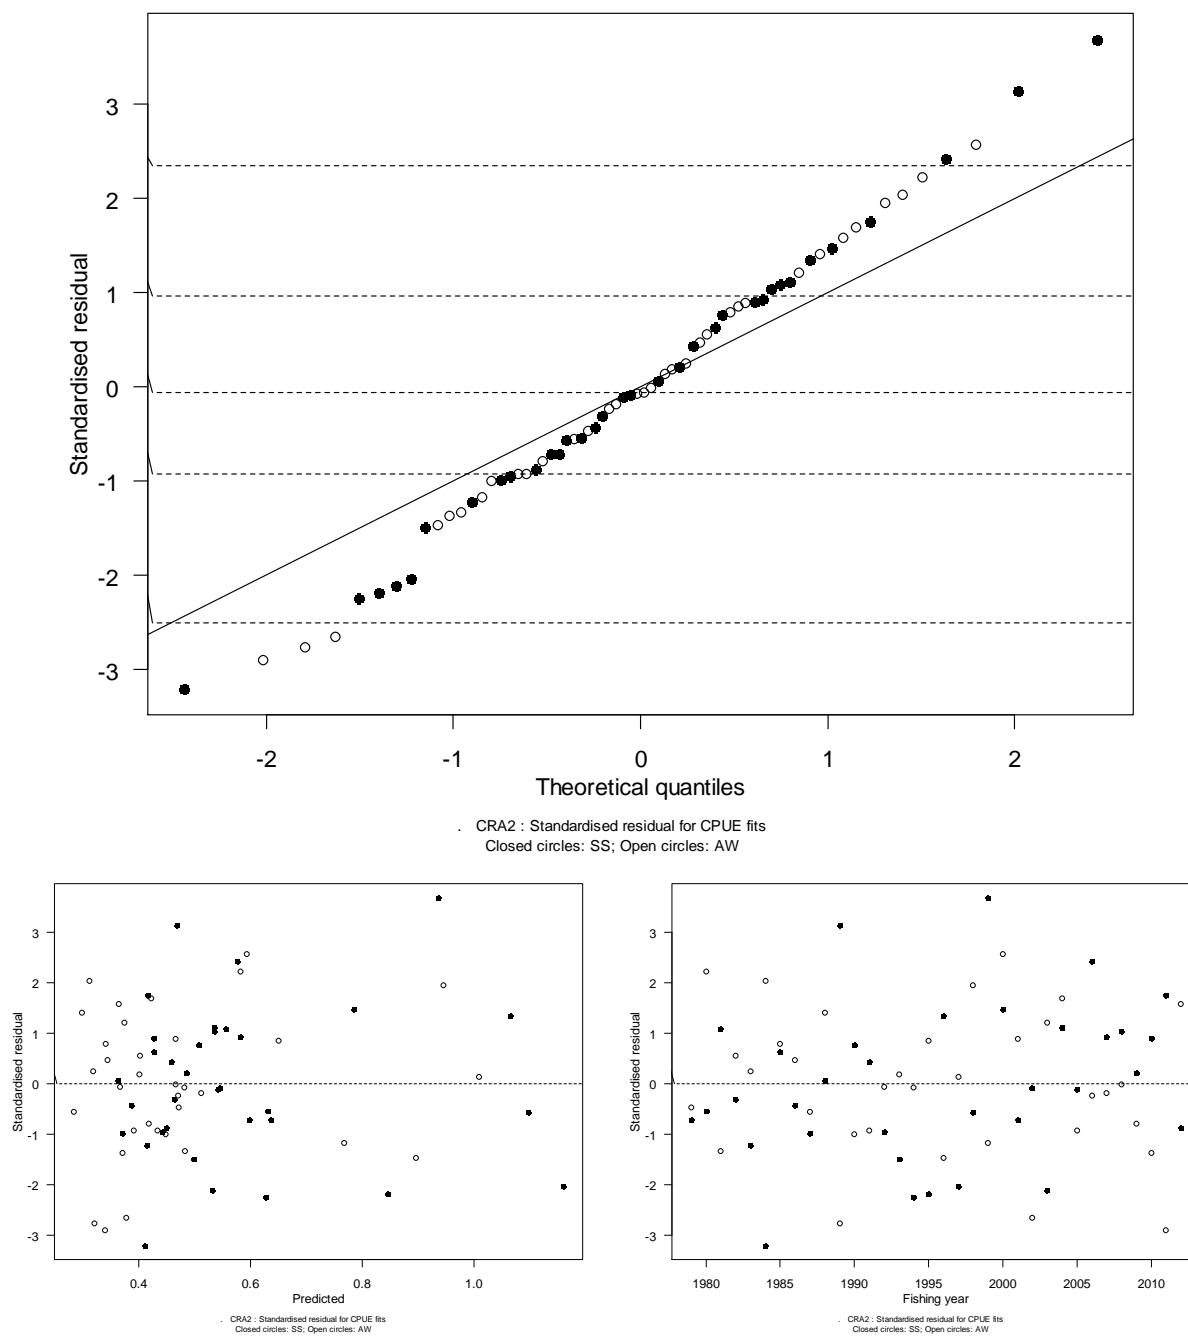 3
2
1
0
-1
-2
-3
Standardised residual
-2 -1 0 1 2
Theoretical quantiles
. CRA2 : Standardised residual for CPUE fits
Closed circles: SS; Open circles: AW
3
2
1
0
-1
-2
-3
Standardised residual
0.4 0.6 0.8 1.0
Predicted
. CRA2 : Standardised residual for CPUE fits
Closed circles: SS; Open circles: AW
3
2
1
0
-1
-2
-3
Standardised residual
1980 1985 1990 1995 2000 2005 2010
Fishing year
. CRA2 : Standardised residual for CPUE fits
Closed circles: SS; Open circles: AW